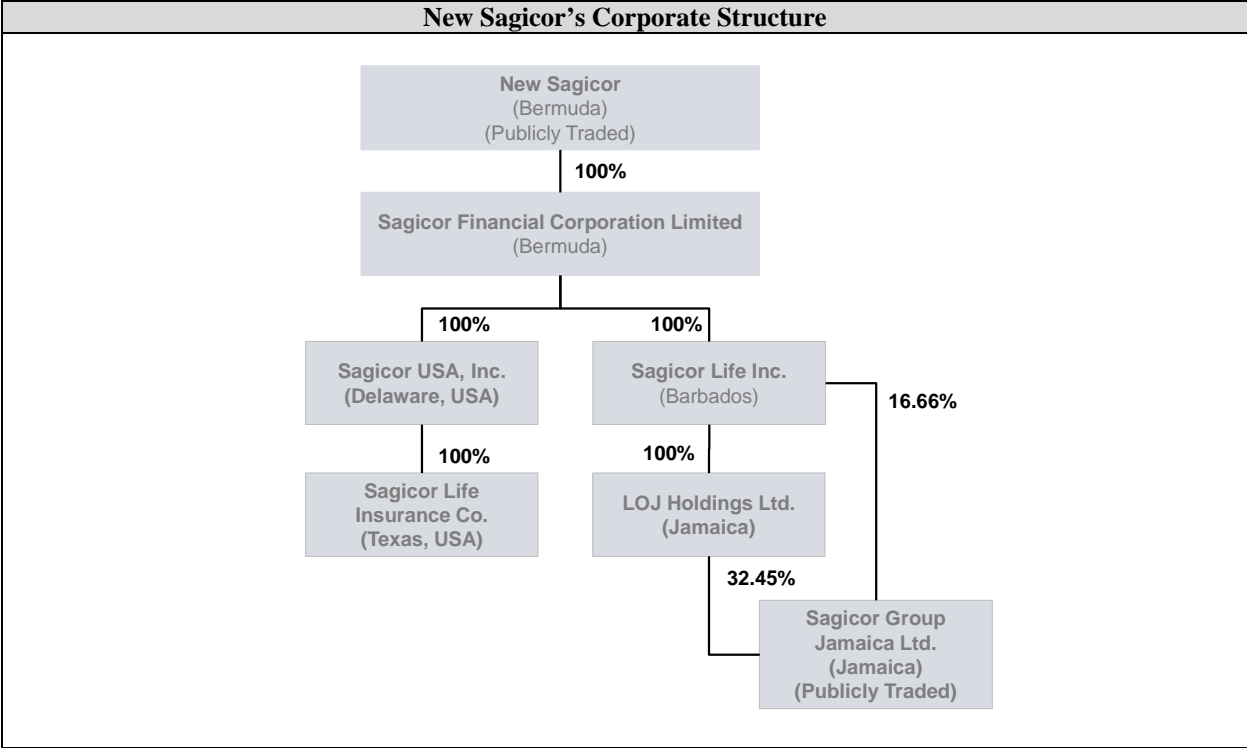 New Sagicor's Corporate Structure
New Sagicor
(Bermuda)
(Publicly Traded)
100%
Sagicor Financial Corporation Limited
(Bermuda)
100%
100%
Sagicor USA, Inc.
(Delaware, USA)
Sagicor Life Inc.
(Barbados)
16.66%
100%
100%
Sagicor Life
Insurance Co.
(Texas, USA)
LOJ Holdings Ltd.
(Jamaica)
32.45%
Sagicor Group
Jamaica Ltd.
(Jamaica)
(Publicly Traded)